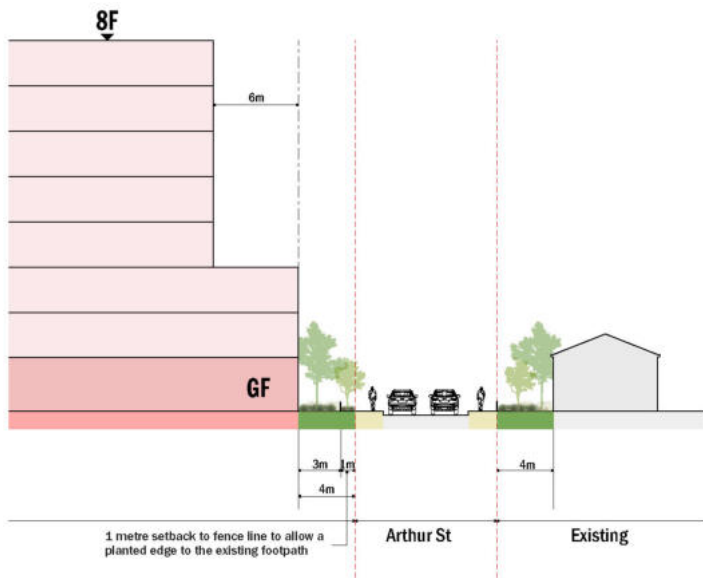 8F
6m
GF
3m
1m
4m
4m
1 metre setback to fence line to allow a
planted edge to the existing footpath
Arthur St
Existing